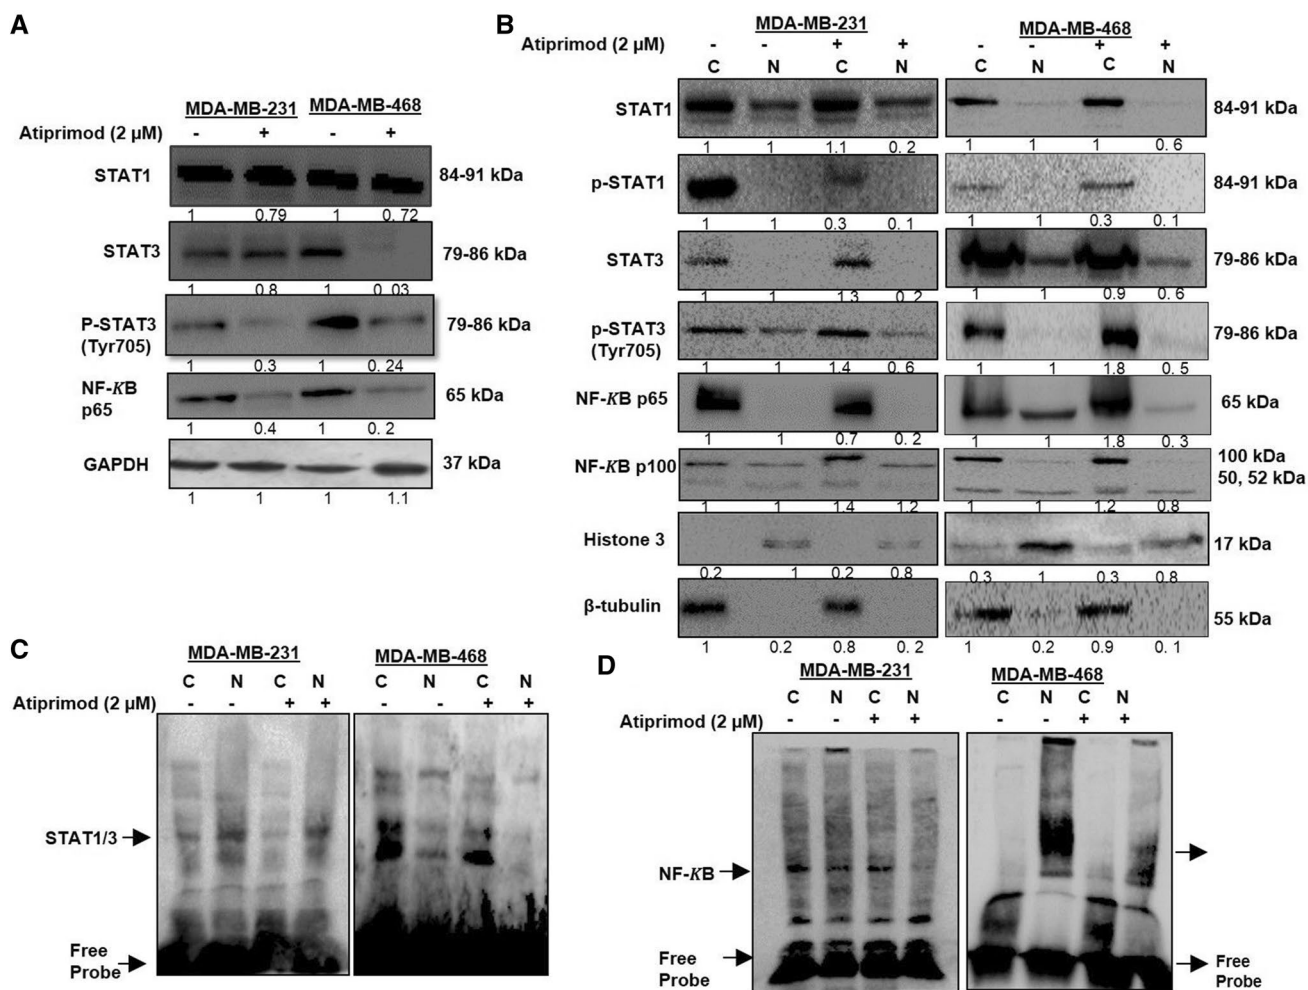 A
MDA-MB-231 MDA-MB-468
Atiprimod (2 µM) - + - +
STAT1 84-91 kDa
1 0.79 1 0. 72
STAT3 79-86 kDa
1 0.8 1 0 03
P-STAT3 (Tyr705) 79-86 kDa
1 0.3 1 0. 24
NF-KB p65 65 kDa
1 0.4 1 0. 2
GAPDH 37 kDa
1 1 1 1.1
B
MDA-MB-231 MDA-MB-468
Atiprimod (2 µM) - - + + - - + +
C N C N C N C N
STAT1 84-91 kDa
1 1 1.1 0. 2 1 1 1 0. 6
p-STAT1 84-91 kDa
1 1 0.3 0. 1 1 1 0.3 0. 1
STAT3 79-86 kDa
1 1 1.3 0. 2 1 1 0.9 0. 6
p-STAT3 (Tyr705) 79-86 kDa
1 1 1.4 0. 6 1 1 1.8 0. 5
NF-KB p65 65 kDa
1 1 0.7 0. 2 1 1 1.8 0. 3
NF-KB p100 100 kDa
50, 52 kDa
1 1 1.4 1.2 1 1 1.2 0.8
Histone 3 17 kDa
0.2 1 0.2 0.8 0.3 1 0.3 0.8
β-tubulin 55 kDa
1 0.2 0.8 0. 2 1 0.2 0.9 0. 1
C
MDA-MB-231 MDA-MB-468
C N C N C N C N
Atiprimod (2 µM) - - + + - - + +
STAT1/3
Free Probe
D
MDA-MB-231 MDA-MB-468
C N C N C N C N
Atiprimod (2 µM) - - + + - - + +
NF-KB
Free Probe
Free Probe